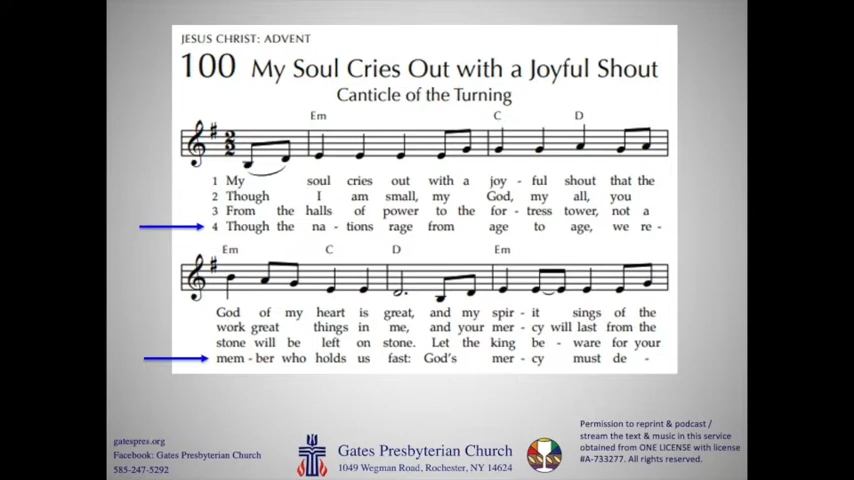 JESUS CHRIST: ADVENT
100 My Soul Cries Out with a Joyful Shout
Canticle of the Turning
Em C D
1 My soul cries out with a joy - ful shout that the
2 Though I am small, my God, my all, you
3 From the halls of power to the for - tress tower, not a
4 Though the na - tions rage from age to age, we re -
Em C D Em
God of my heart is great, and my spir - it sings of the
work great things in me, and your mer - cy will last from the
stone will be left on stone. Let the king be - ware for your
mem - ber who holds us fast: God's mer - cy must de -
gatespres.org
Facebook: Gates Presbyterian Church
585-247-5292
Gates Presbyterian Church
1049 Wegman Road, Rochester, NY 14624
Permission to reprint & podcast /
stream the text & music in this service
obtained from ONE LICENSE with license
#A-733277. All rights reserved.